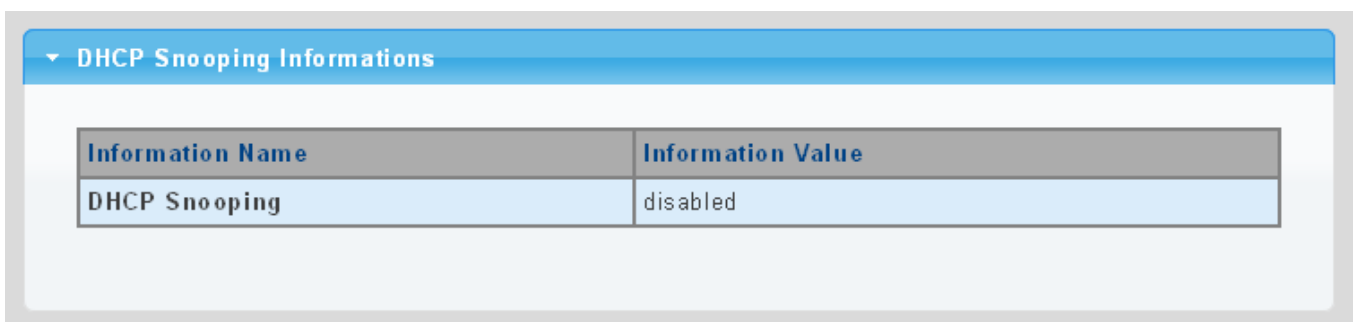 DHCP Snooping Informations
Information Name Information Value
DHCP Snooping disabled